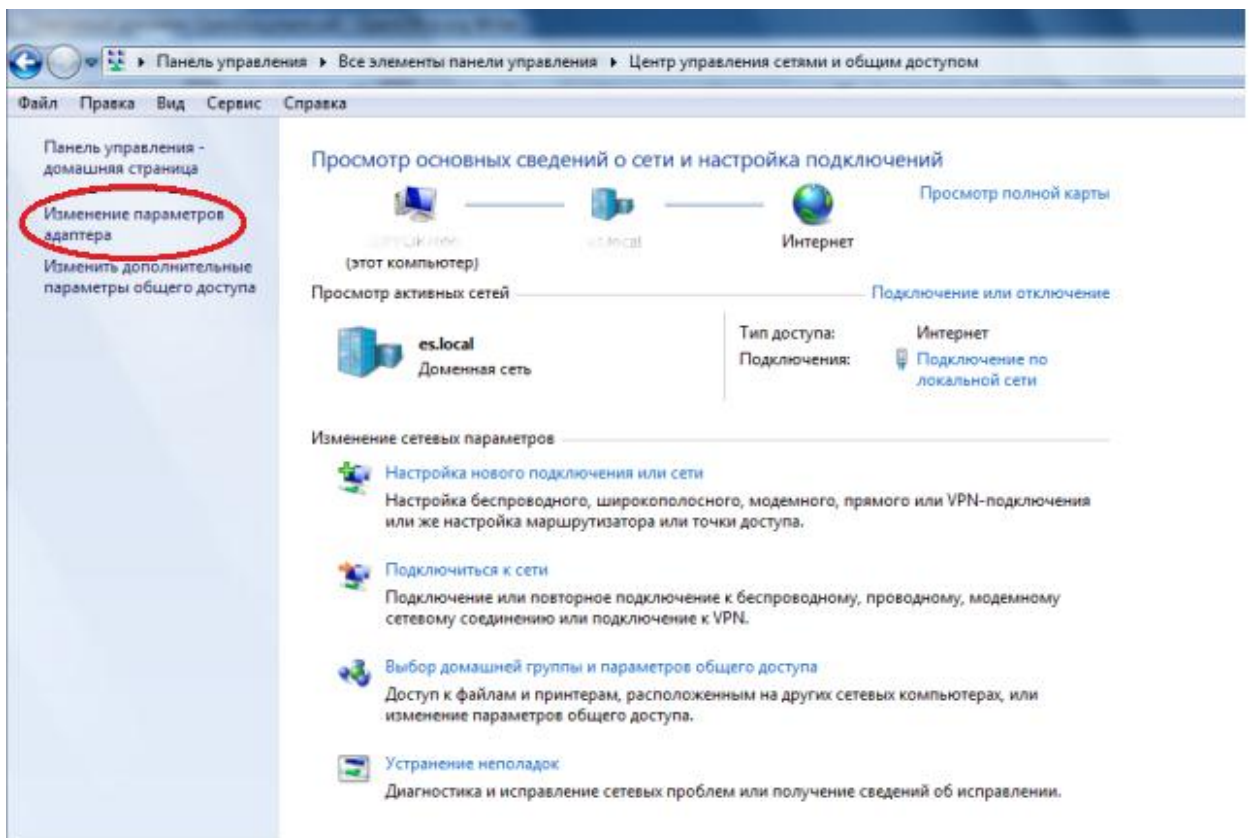 Панель управления ▸ Все элементы панели управления ▸ Центр управления сетями и общим доступом
Файл Правка Вид Сервис Справка
Панель управления -
домашняя страница
Изменение параметров
адаптера
Изменить дополнительные
параметры общего доступа
Просмотр основных сведений о сети и настройка подключений
Просмотр полной карты
Интернет
(этот компьютер)
Просмотр активных сетей
Подключение или отключение
es.local
Доменная сеть
Тип доступа: Интернет
Подключения: Подключение по
локальной сети
Изменение сетевых параметров
Настройка нового подключения или сети
Настройка беспроводного, широкополосного, модемного, прямого или VPN-подключения
или же настройка маршрутизатора или точки доступа.
Подключиться к сети
Подключение или повторное подключение к беспроводному, проводному, модемному
сетевому соединению или подключение к VPN.
Выбор домашней группы и параметров общего доступа
Доступ к файлам и принтерам, расположенным на других сетевых компьютерах, или
изменение параметров общего доступа.
Устранение неполадок
Диагностика и исправление сетевых проблем или получение сведений об исправлении.